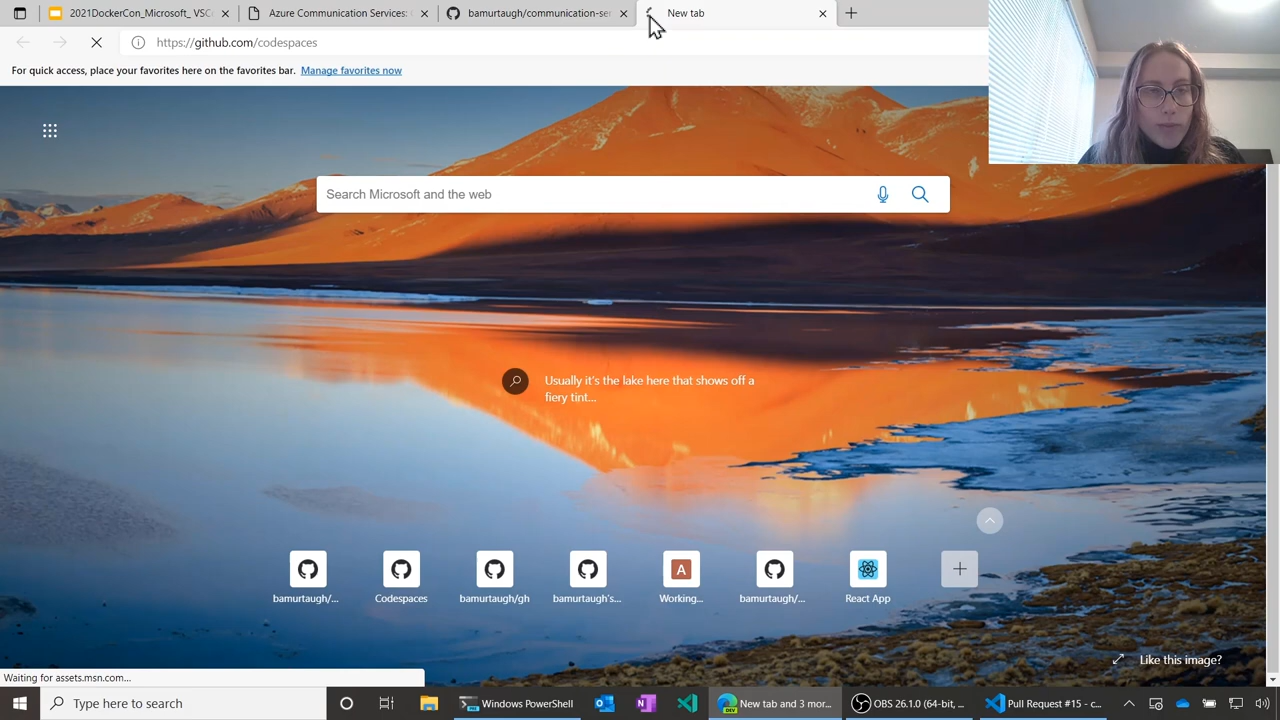 2021DockerCon_Microsoft_ VSC
Azure Communication Services: C
bamurtaugh/communication-ser
New tab
https://github.com/codespaces
For quick access, place your favorites here on the favorites bar. Manage favorites now
Search Microsoft and the web
Usually it's the lake here that shows off a
fiery tint...
bamurtaugh/...
Codespaces
bamurtaugh/gh
bamurtaugh's...
A
Working...
bamurtaugh/...
React App
Like this image?
Waiting for assets.msn.com...
Type here to search
Windows PowerShell
New tab and 3 mor...
OBS 26.1.0 (64-bit, ...
Pull Request #15 - c...